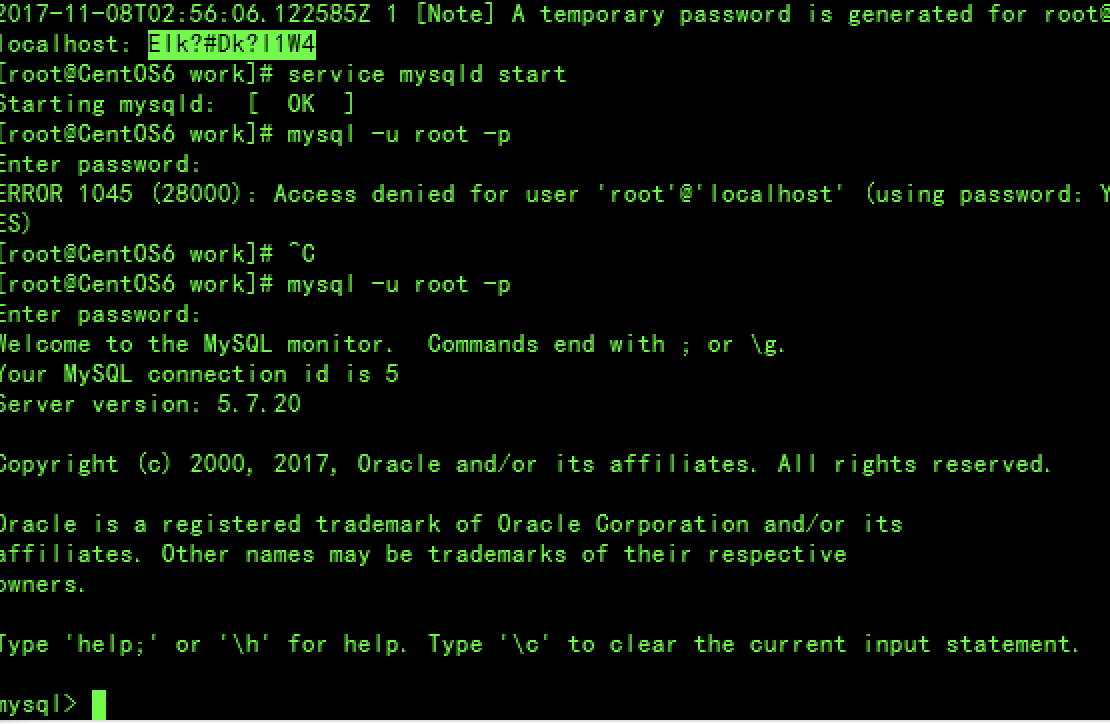 2017-11-08T02:56:06.122585Z 1 [Note] A temporary password is generated for root@
localhost: Elk?#Dk?l1W4
[root@CentOS6 work]# service mysqld start
Starting mysqld:  [  OK  ]
[root@CentOS6 work]# mysql -u root -p
Enter password:
ERROR 1045 (28000): Access denied for user 'root'@'localhost' (using password: Y
ES)
[root@CentOS6 work]# ^C
[root@CentOS6 work]# mysql -u root -p
Enter password:
Welcome to the MySQL monitor.  Commands end with ; or \g.
Your MySQL connection id is 5
Server version: 5.7.20
Copyright (c) 2000, 2017, Oracle and/or its affiliates. All rights reserved.
Oracle is a registered trademark of Oracle Corporation and/or its
affiliates. Other names may be trademarks of their respective
owners.
Type 'help;' or '\h' for help. Type '\c' to clear the current input statement.
mysql>